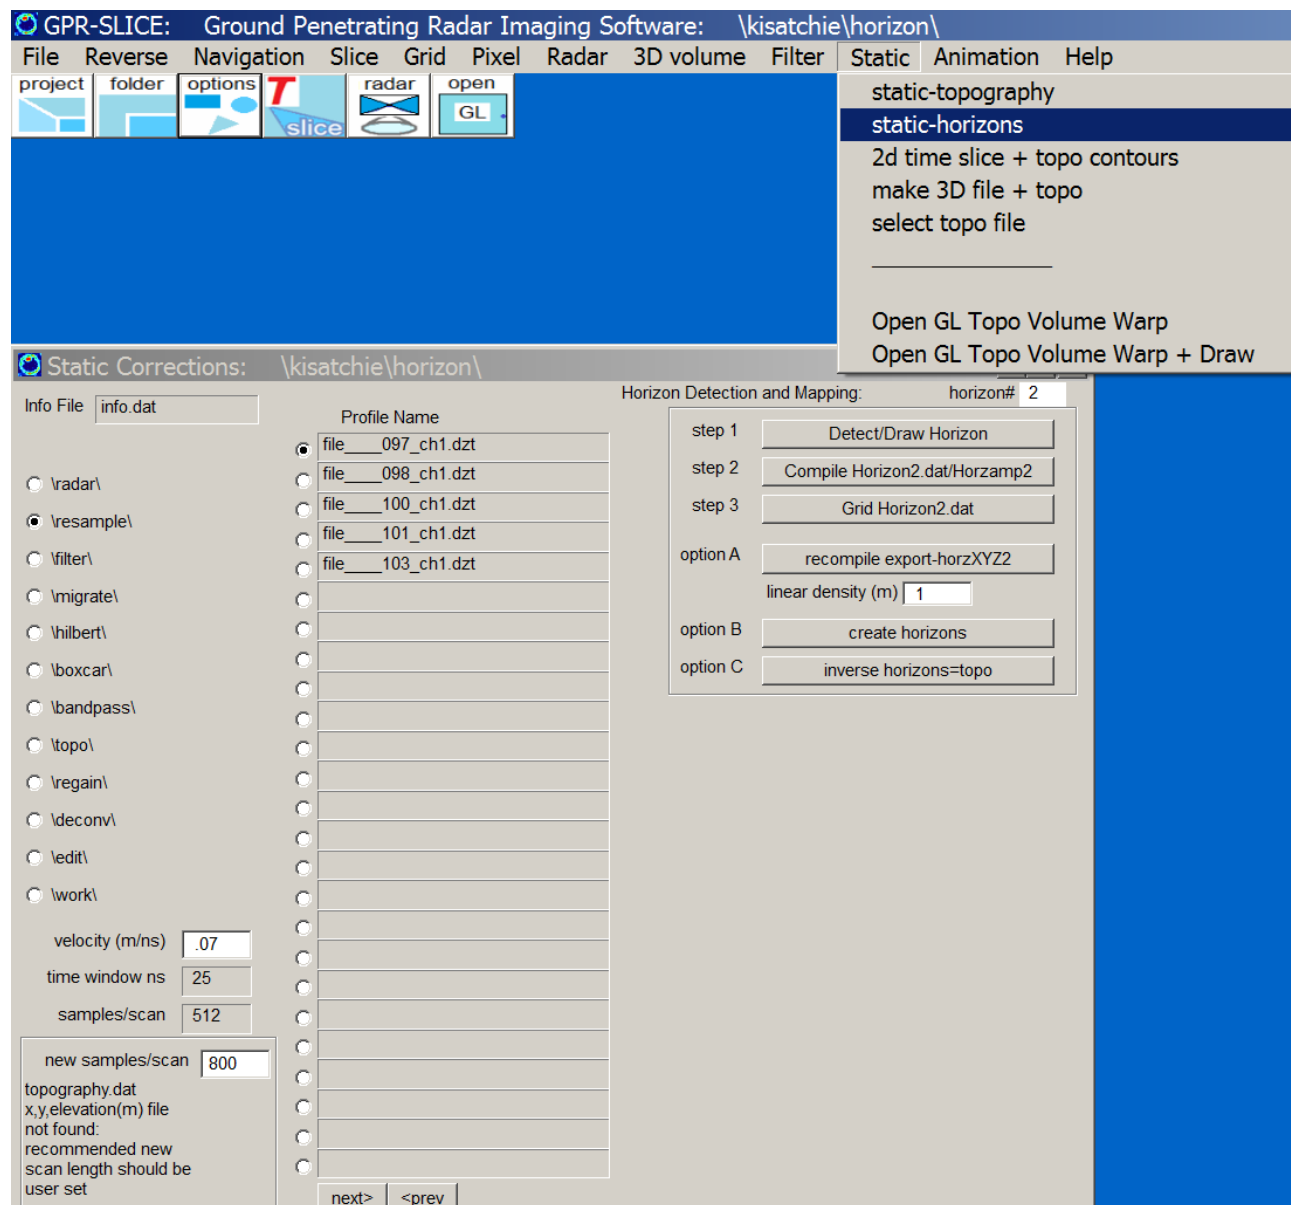 GPR-SLICE: Ground Penetrating Radar Imaging Software: \kisatchie\horizon\
File Reverse Navigation Slice Grid Pixel Radar 3D volume Filter Static Animation Help
project folder options T slice radar open GL
static-topography
static-horizons
2d time slice + topo contours
make 3D file + topo
select topo file
Open GL Topo Volume Warp
Open GL Topo Volume Warp + Draw
Static Corrections: \kisatchie\horizon\
Info File info.dat
\radar\
\resample\
\filter\
\migrate\
\hilbert\
\boxcar\
\bandpass\
\topo\
\regain\
\deconv\
\edit\
\work\
velocity (m/ns) .07
time window ns 25
samples/scan 512
new samples/scan 800
topography.dat
x,y,elevation(m) file
not found:
recommended new
scan length should be
user set
Profile Name
file____097_ch1.dzt
file____098_ch1.dzt
file____100_ch1.dzt
file____101_ch1.dzt
file____103_ch1.dzt
next> <prev
Horizon Detection and Mapping: horizon# 2
step 1 Detect/Draw Horizon
step 2 Compile Horizon2.dat/Horzamp2
step 3 Grid Horizon2.dat
option A recompile export-horzXYZ2
linear density (m) 1
option B create horizons
option C inverse horizons=topo